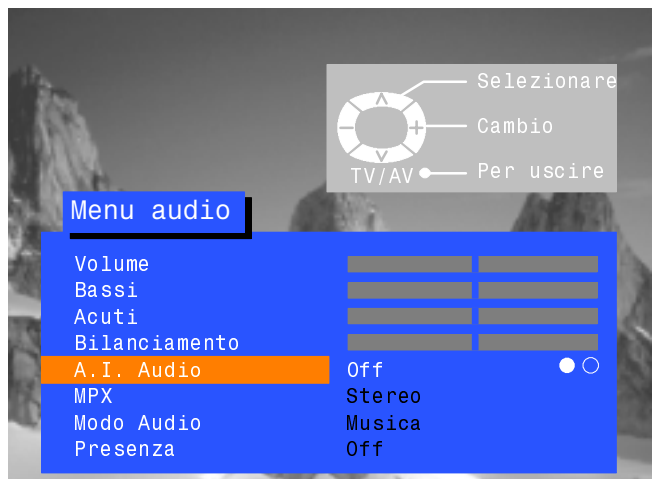 Selezionare
Cambio
TV/AV Per uscire
Menu audio
Volume
Bassi
Acuti
Bilanciamento
A.I. Audio Off
MPX Stereo
Modo Audio Musica
Presenza Off